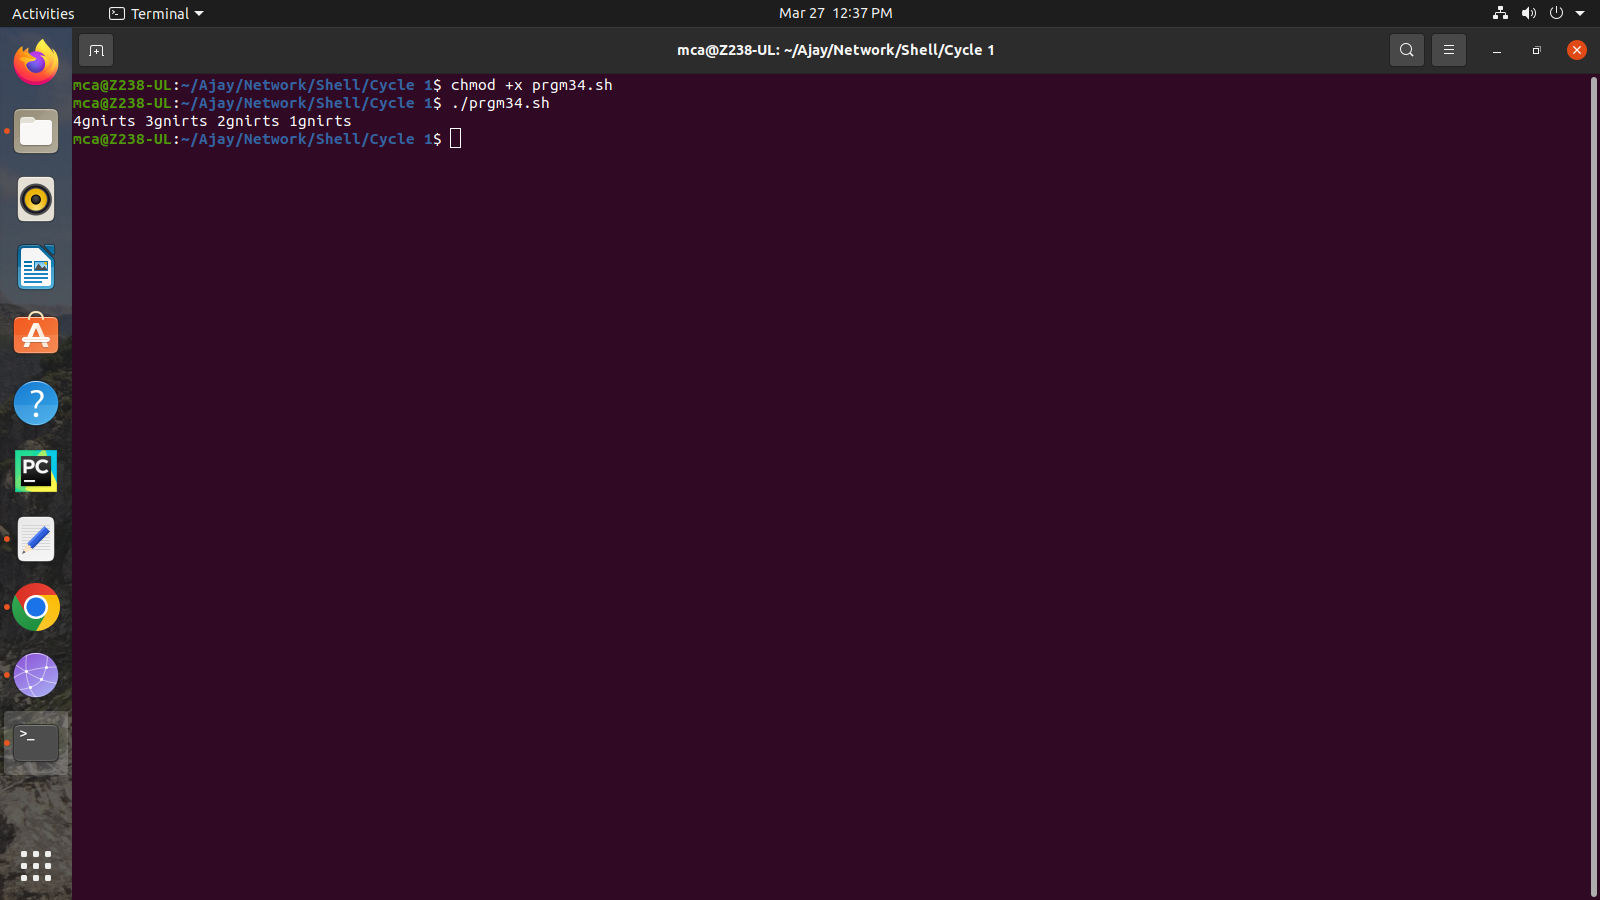 Activities
Terminal
Mar 27 12:37 PM
mca@Z238-UL: ~/Ajay/Network/Shell/Cycle 1
mca@Z238-UL:~/Ajay/Network/Shell/Cycle 1$ chmod +x prgm34.sh
mca@Z238-UL:~/Ajay/Network/Shell/Cycle 1$ ./prgm34.sh
4gnirts 3gnirts 2gnirts 1gnirts
mca@Z238-UL:~/Ajay/Network/Shell/Cycle 1$
?
PC
>_